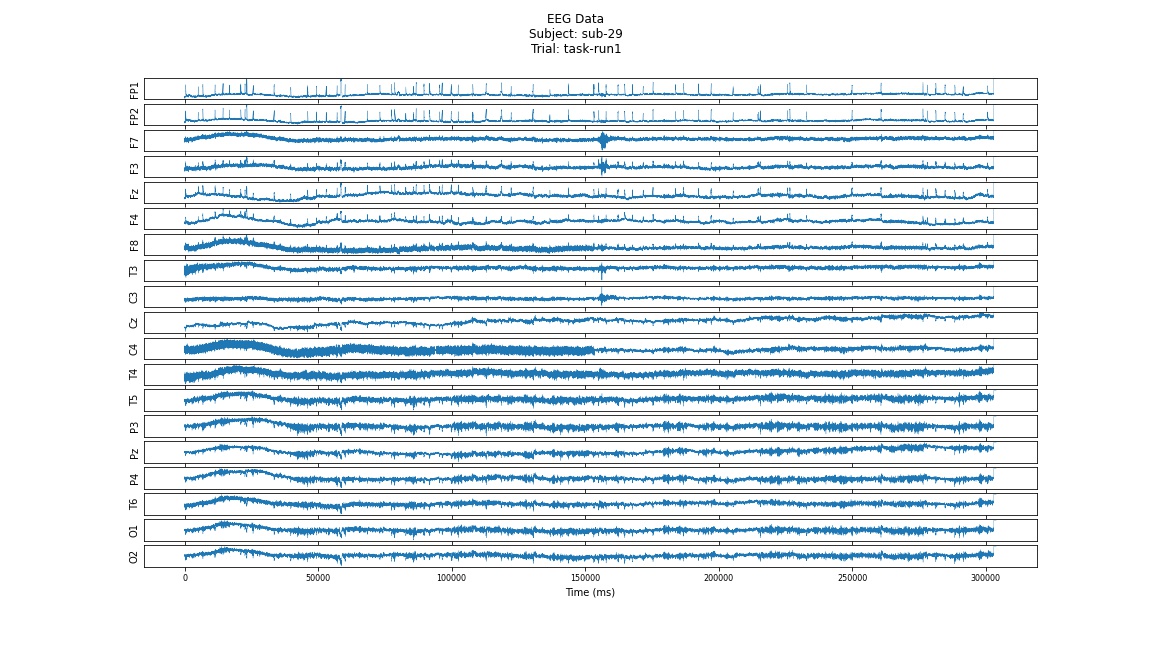 EEG Data
Subject: sub-29
Trial: task-run1
FP1
FP2
F7
F3
Fz
F4
F8
T3
C3
Cz
C4
T4
T5
P3
Pz
P4
T6
O1
O2
0 50000 100000 150000 200000 250000 300000
Time (ms)